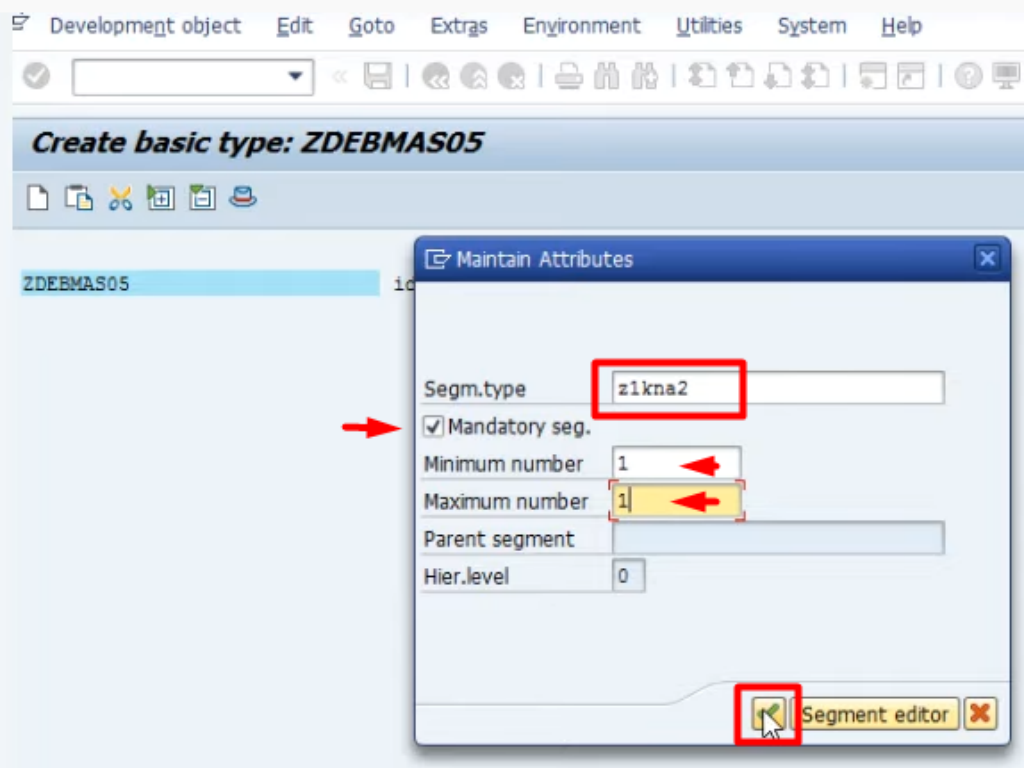 Development object Edit Goto Extras Environment Utilities System Help
Create basic type: ZDEBMAS05
Maintain Attributes
ZDEBMAS05
Segm.type z1kna2
Mandatory seg.
Minimum number 1
Maximum number 1
Parent segment
Hier.level 0
Segment editor